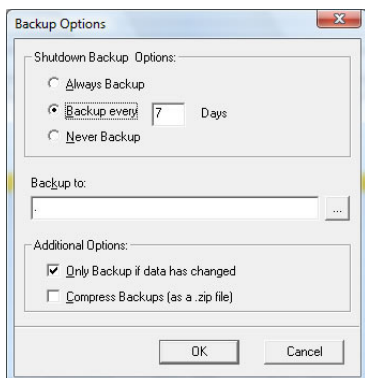 Backup Options
Shutdown Backup Options:
Always Backup
Backup every 7 Days
Never Backup
Backup to:
.
...
Additional Options:
Only Backup if data has changed
Compress Backups (as a .zip file)
OK Cancel